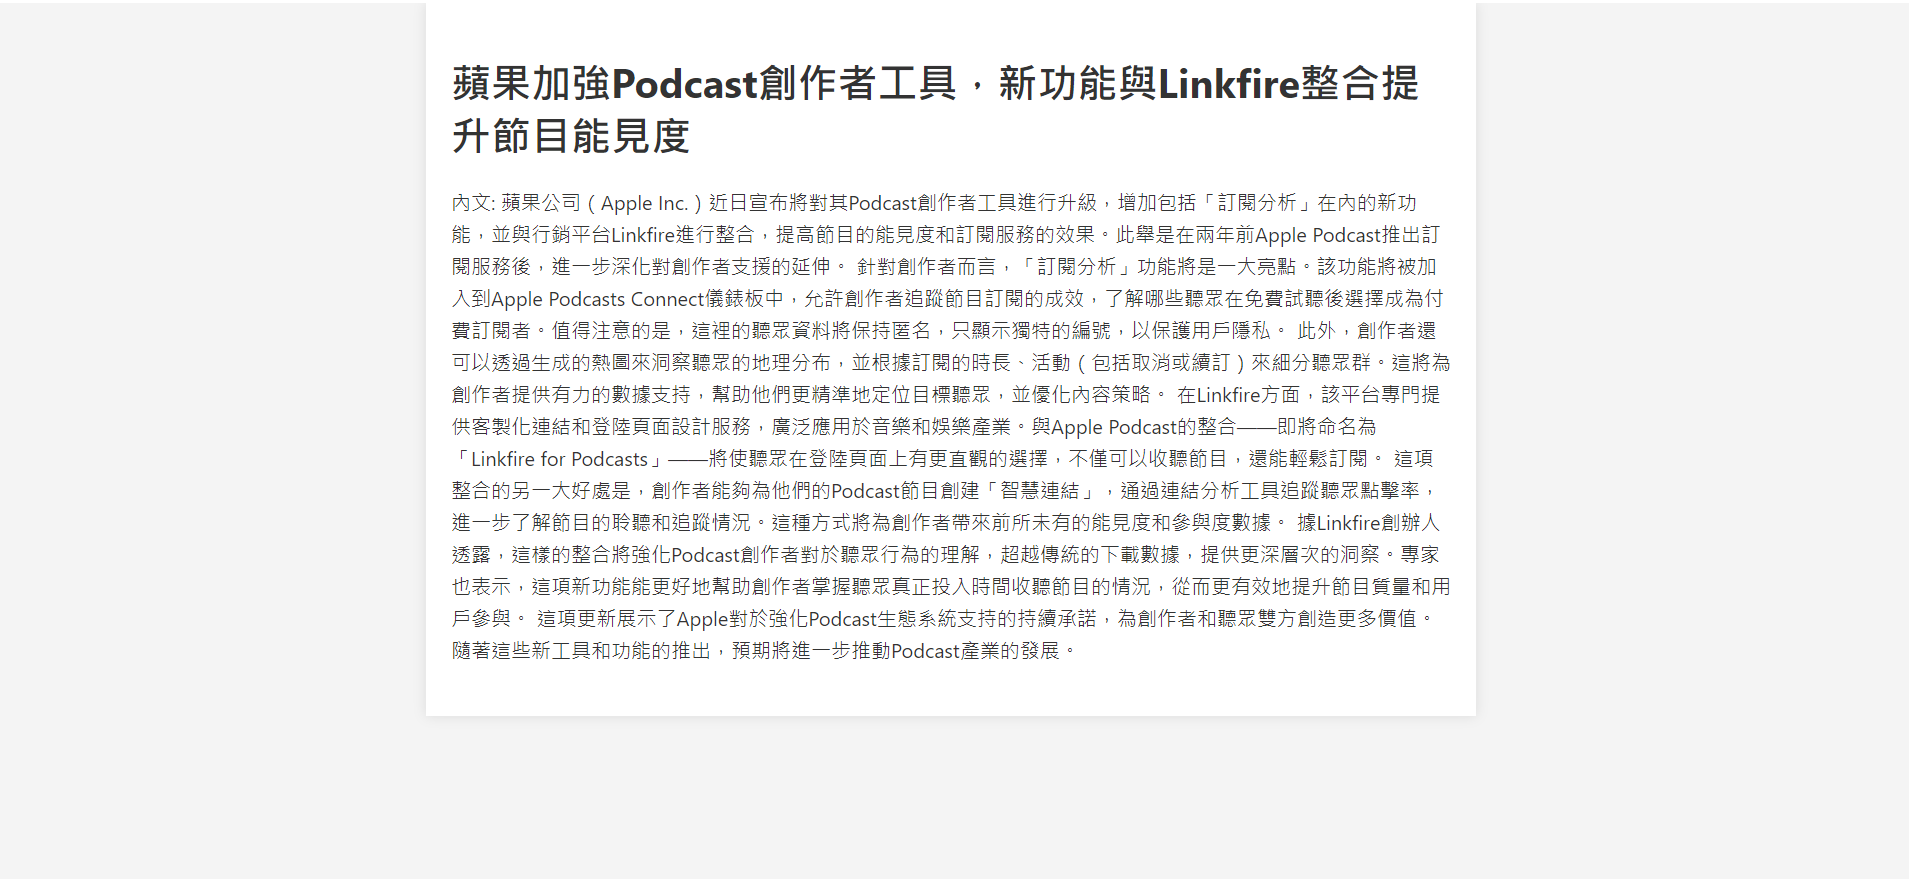 蘋果加強Podcast創作者工具，新功能與Linkfire整合提
升節目能見度
內文: 蘋果公司（Apple Inc.）近日宣布將對其Podcast創作者工具進行升級，增加包括「訂閱分析」在內的新功
能，並與行銷平台Linkfire進行整合，提高節目的能見度和訂閱服務的效果。此舉是在兩年前Apple Podcast推出訂
閱服務後，進一步深化對創作者支援的延伸。 針對創作者而言，「訂閱分析」功能將是一大亮點。該功能將被加
入到Apple Podcasts Connect儀錶板中，允許創作者追蹤節目訂閱的成效，了解哪些聽眾在免費試聽後選擇成為付
費訂閱者。值得注意的是，這裡的聽眾資料將保持匿名，只顯示獨特的編號，以保護用戶隱私。 此外，創作者還
可以透過生成的熱圖來洞察聽眾的地理分布，並根據訂閱的時長、活動（包括取消或續訂）來細分聽眾群。這將為
創作者提供有力的數據支持，幫助他們更精準地定位目標聽眾，並優化內容策略。 在Linkfire方面，該平台專門提
供客製化連結和登陸頁面設計服務，廣泛應用於音樂和娛樂產業。與Apple Podcast的整合——即將命名為
「Linkfire for Podcasts」——將使聽眾在登陸頁面上有更直觀的選擇，不僅可以收聽節目，還能輕鬆訂閱。 這項
整合的另一大好處是，創作者能夠為他們的Podcast節目創建「智慧連結」，通過連結分析工具追蹤聽眾點擊率，
進一步了解節目的聆聽和追蹤情況。這種方式將為創作者帶來前所未有的能見度和參與度數據。 據Linkfire創辦人
透露，這樣的整合將強化Podcast創作者對於聽眾行為的理解，超越傳統的下載數據，提供更深層次的洞察。專家
也表示，這項新功能能更好地幫助創作者掌握聽眾真正投入時間收聽節目的情況，從而更有效地提升節目質量和用
戶參與。 這項更新展示了Apple對於強化Podcast生態系統支持的持續承諾，為創作者和聽眾雙方創造更多價值。
隨著這些新工具和功能的推出，預期將進一步推動Podcast產業的發展。